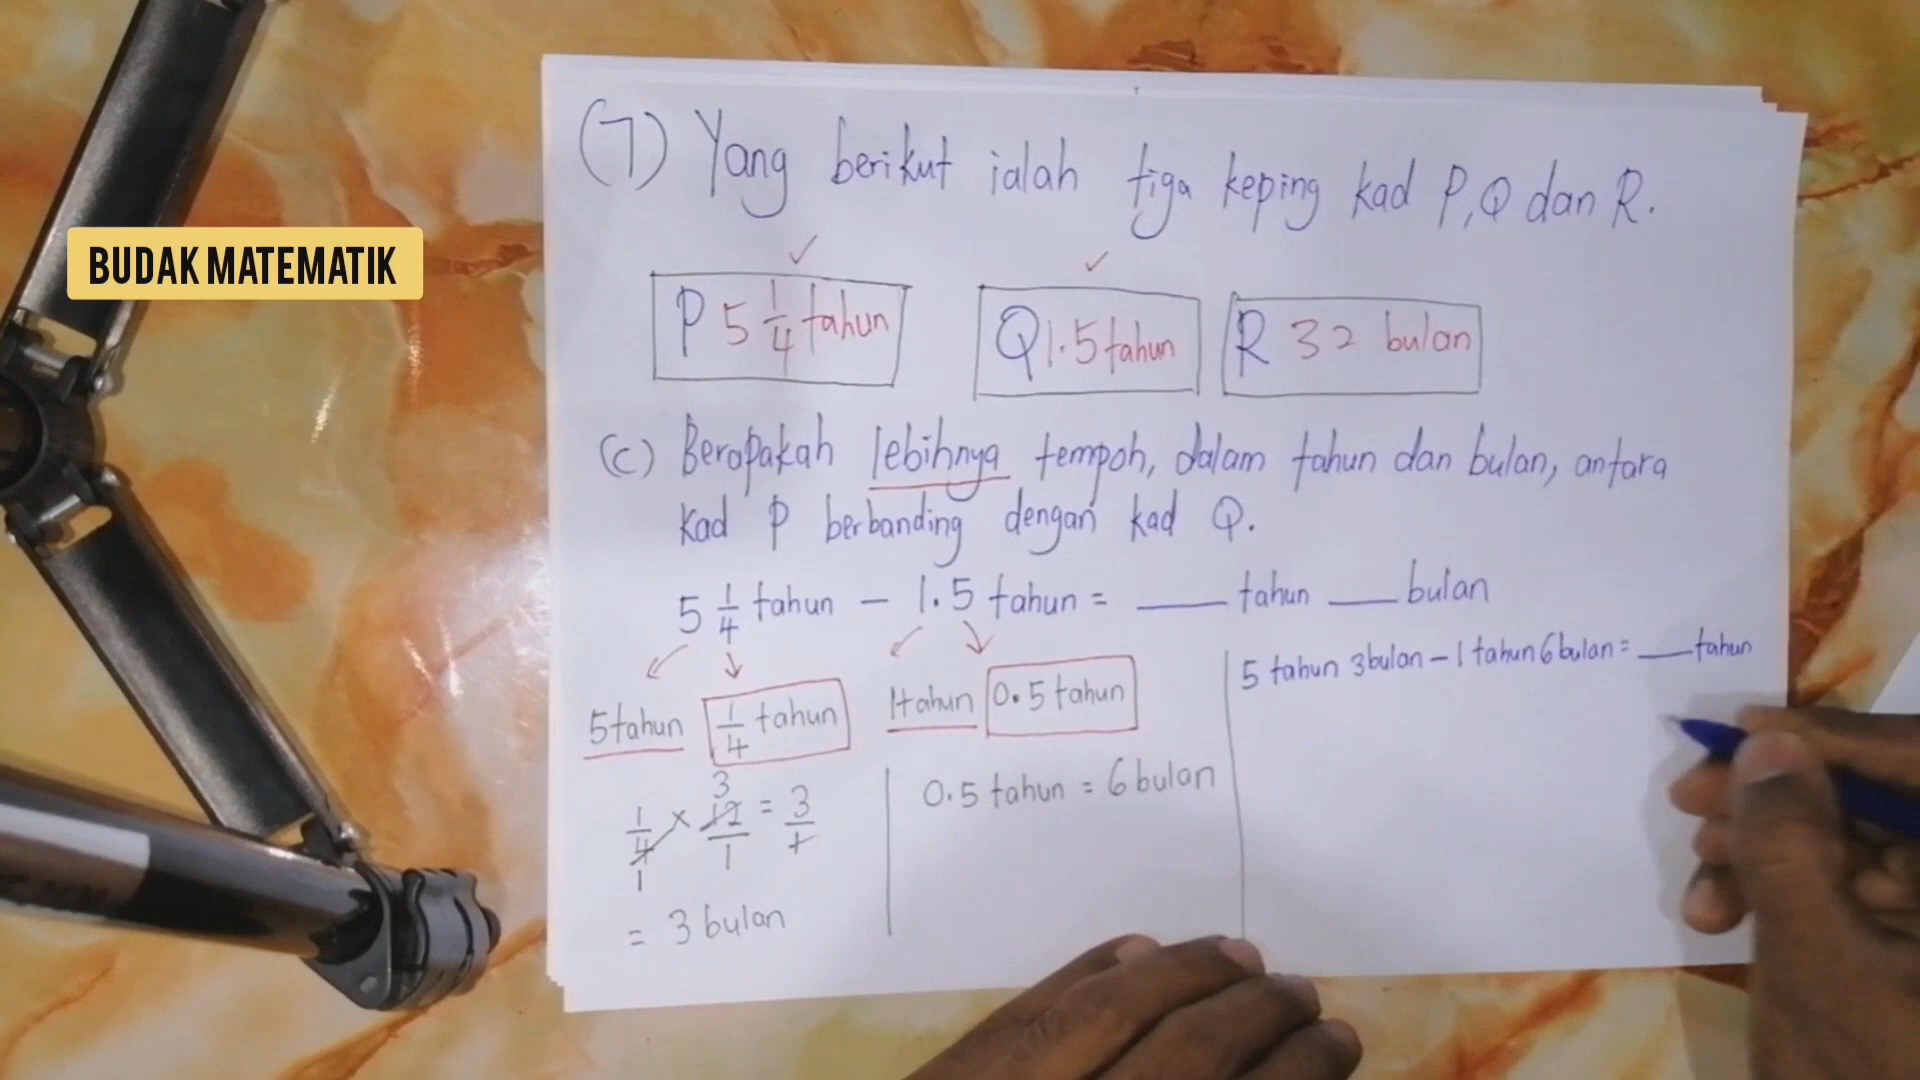 BUDAK MATEMATIK
(7) Yang berikut ialah tiga keping kad P, Q dan R.
P 5 1/4 tahun
Q 1.5 tahun
R 32 bulan
(c) Berapakah lebihnya tempoh, dalam tahun dan bulan, antara
kad P berbanding dengan kad Q.
5 1/4 tahun - 1.5 tahun = ___ tahun ___ bulan
5 tahun 3 bulan - 1 tahun 6 bulan = ___ tahun
5 tahun 1/4 tahun 1 tahun 0.5 tahun
3
1/4 × 12/1 = 3/1
1
= 3 bulan
0.5 tahun = 6 bulan